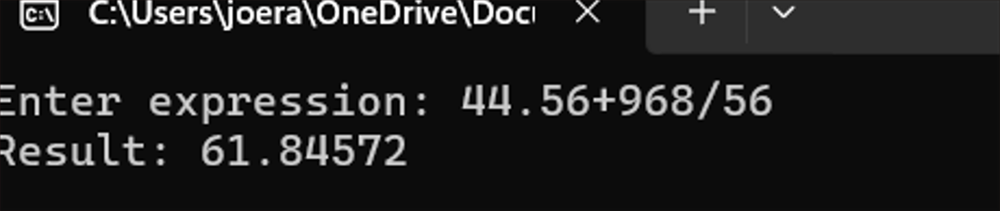 C:\Users\joera\OneDrive\Doc
Enter expression: 44.56+968/56
Result: 61.84572